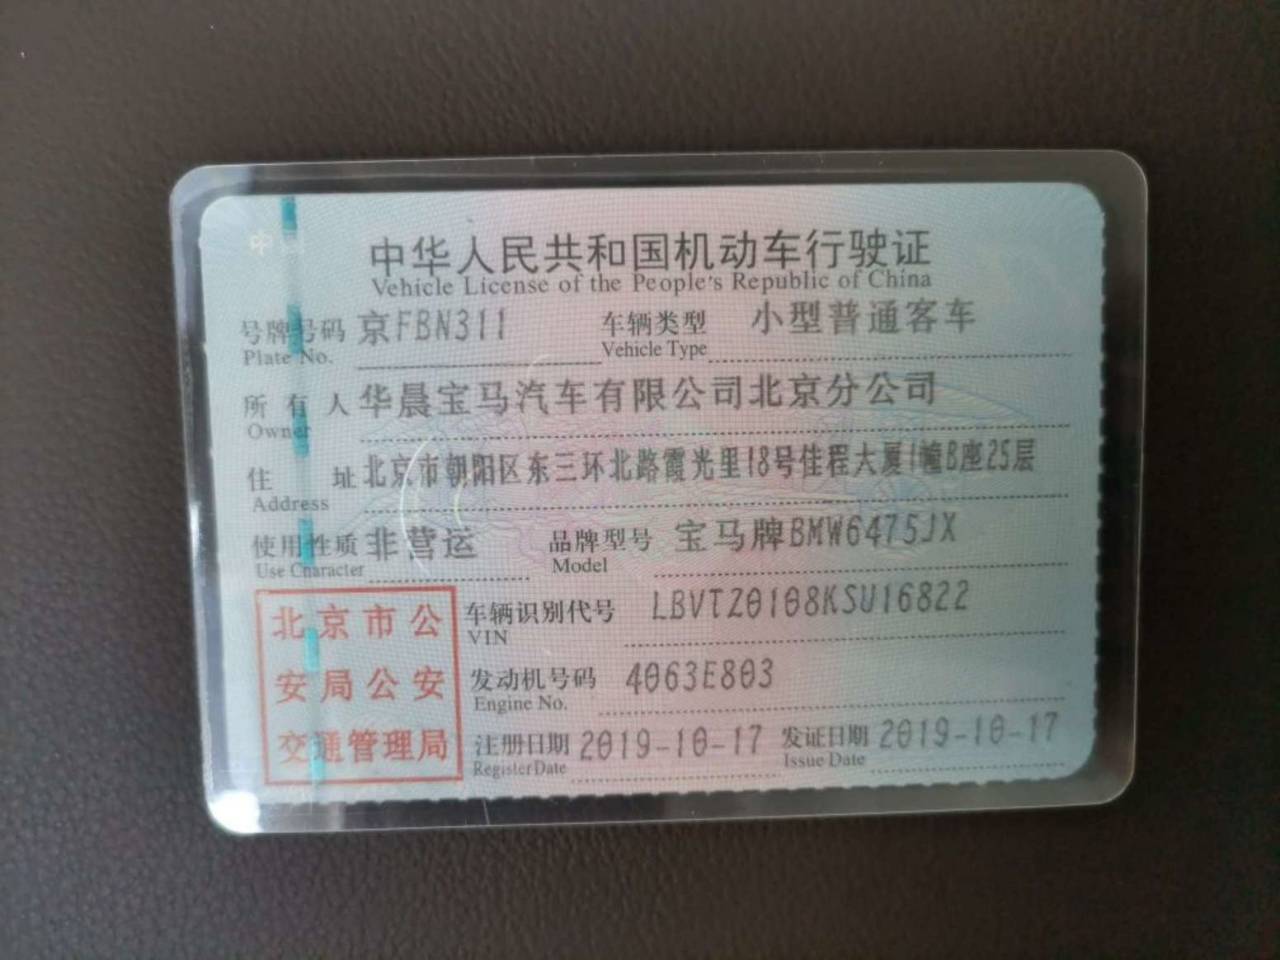 中华人民共和国机动车行驶证
Vehicle License of the People's Republic of China
号牌号码 京FBN311 车辆类型 小型普通客车
Plate No. Vehicle Type
所有人 华晨宝马汽车有限公司北京分公司
Owner
住址 北京市朝阳区东三环北路霞光里18号佳程大厦1幢B座25层
Address
使用性质 非营运 品牌型号 宝马牌BMW6475JX
Use Character Model
北京市公 车辆识别代号 LBVTZ0108KSU16822
VIN
安局公安 发动机号码 4063E803
Engine No.
交通管理局 注册日期 2019-10-17 发证日期 2019-10-17
Register Date Issue Date